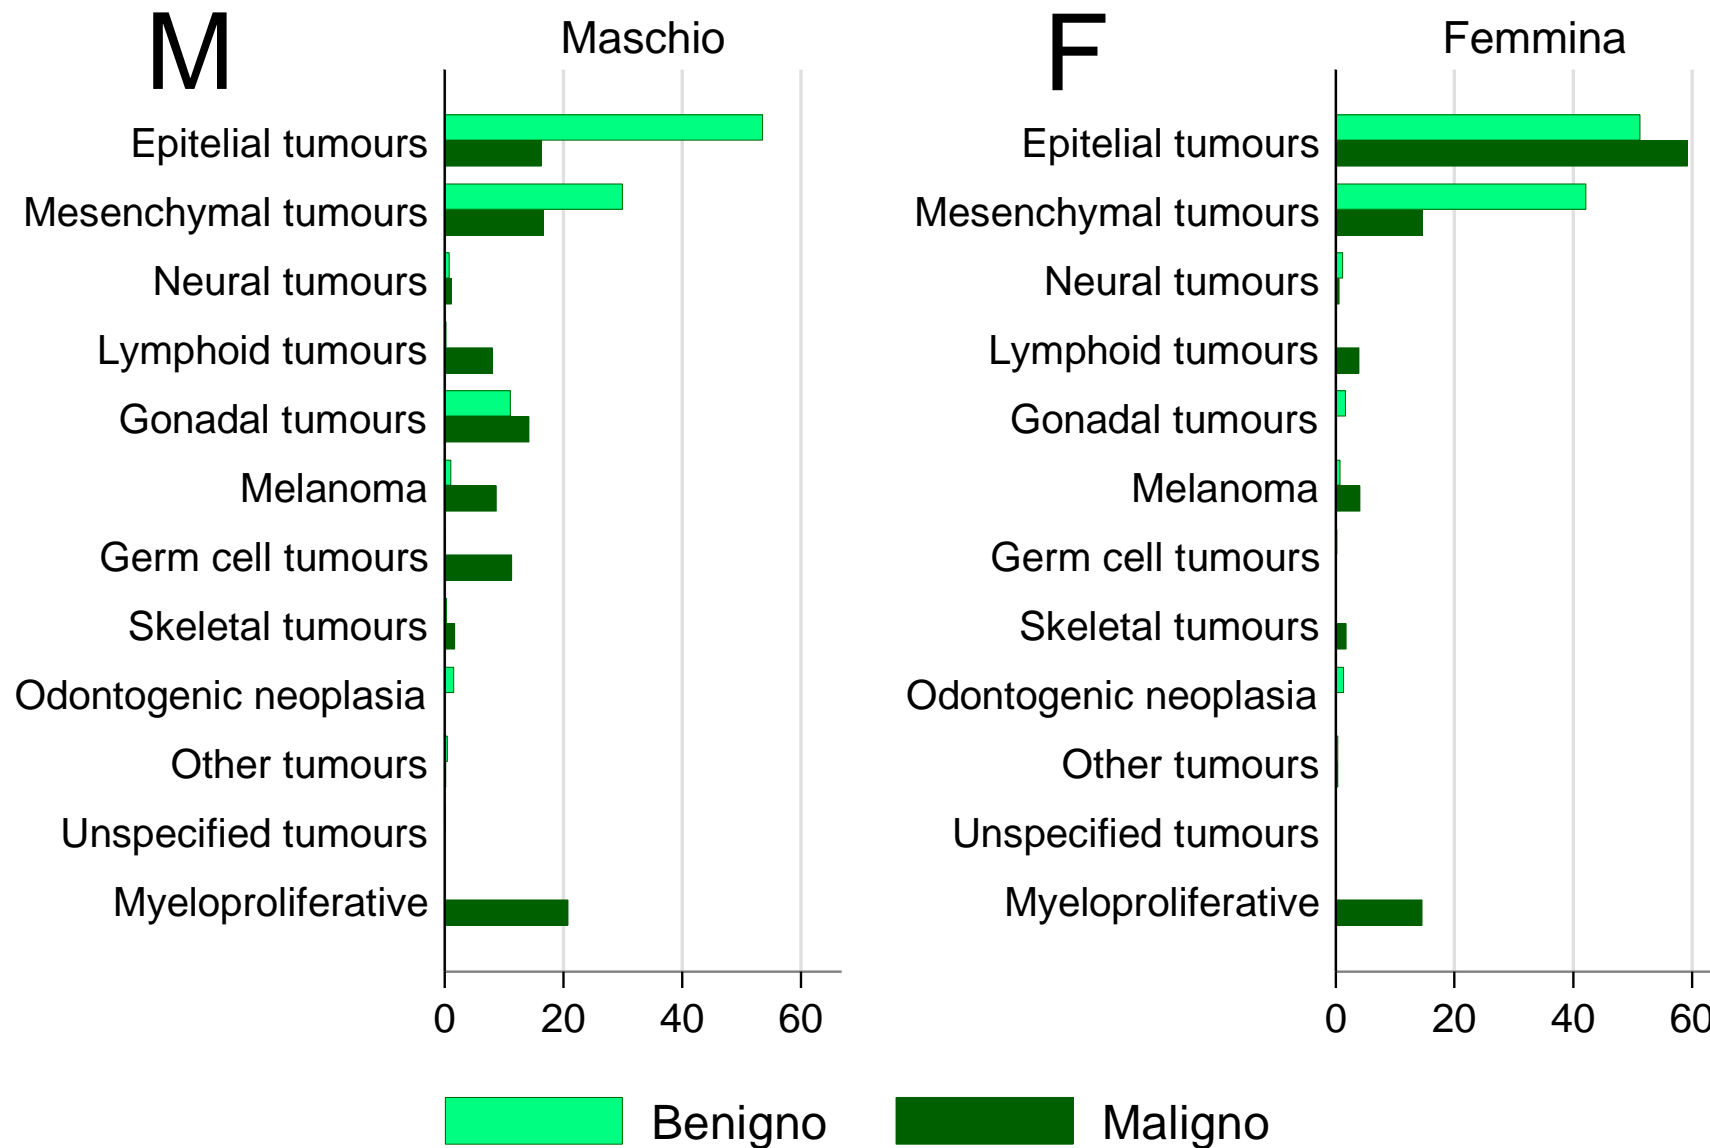 M
Maschio
Epitelial tumours
Mesenchymal tumours
Neural tumours
Lymphoid tumours
Gonadal tumours
Melanoma
Germ cell tumours
Skeletal tumours
Odontogenic neoplasia
Other tumours
Unspecified tumours
Myeloproliferative
0 20 40 60
F
Femmina
Epitelial tumours
Mesenchymal tumours
Neural tumours
Lymphoid tumours
Gonadal tumours
Melanoma
Germ cell tumours
Skeletal tumours
Odontogenic neoplasia
Other tumours
Unspecified tumours
Myeloproliferative
0 20 40 60
Benigno Maligno